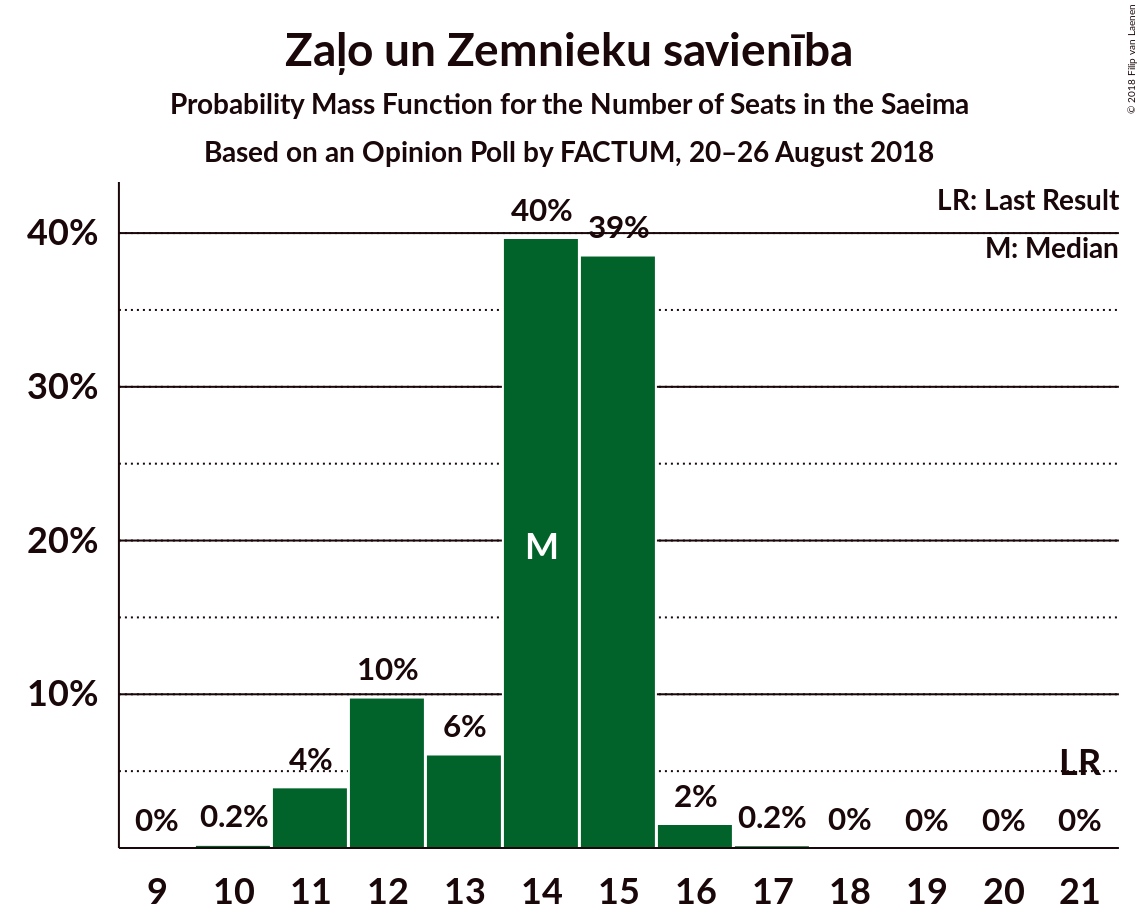 Zaļo un Zemnieku savienība
Probability Mass Function for the Number of Seats in the Saeima
Based on an Opinion Poll by FACTUM, 20–26 August 2018
© 2018 Filip van Laenen
LR: Last Result
M: Median
40%
30%
20%
10%
0%
0.2%
4%
10%
6%
40%
39%
2%
0.2%
0%
0%
0%
0%
M
LR
9 10 11 12 13 14 15 16 17 18 19 20 21